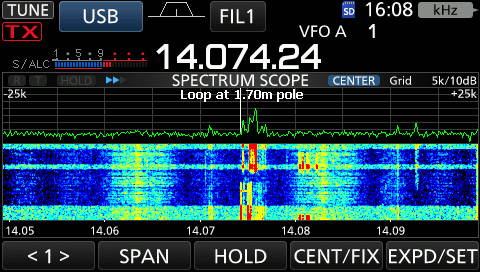 TUNE USB FIL1 SD 16:08 kHz
TX VFO A 1
S/ALC 1 · 5 · 9 14.074.24
R T HOLD SPECTRUM SCOPE CENTER Grid 5k/10dB
-25k Loop at 1.70m pole +25k
14.05 14.06 14.07 14.08 14.09
< 1 > SPAN HOLD CENT/FIX EXPD/SET